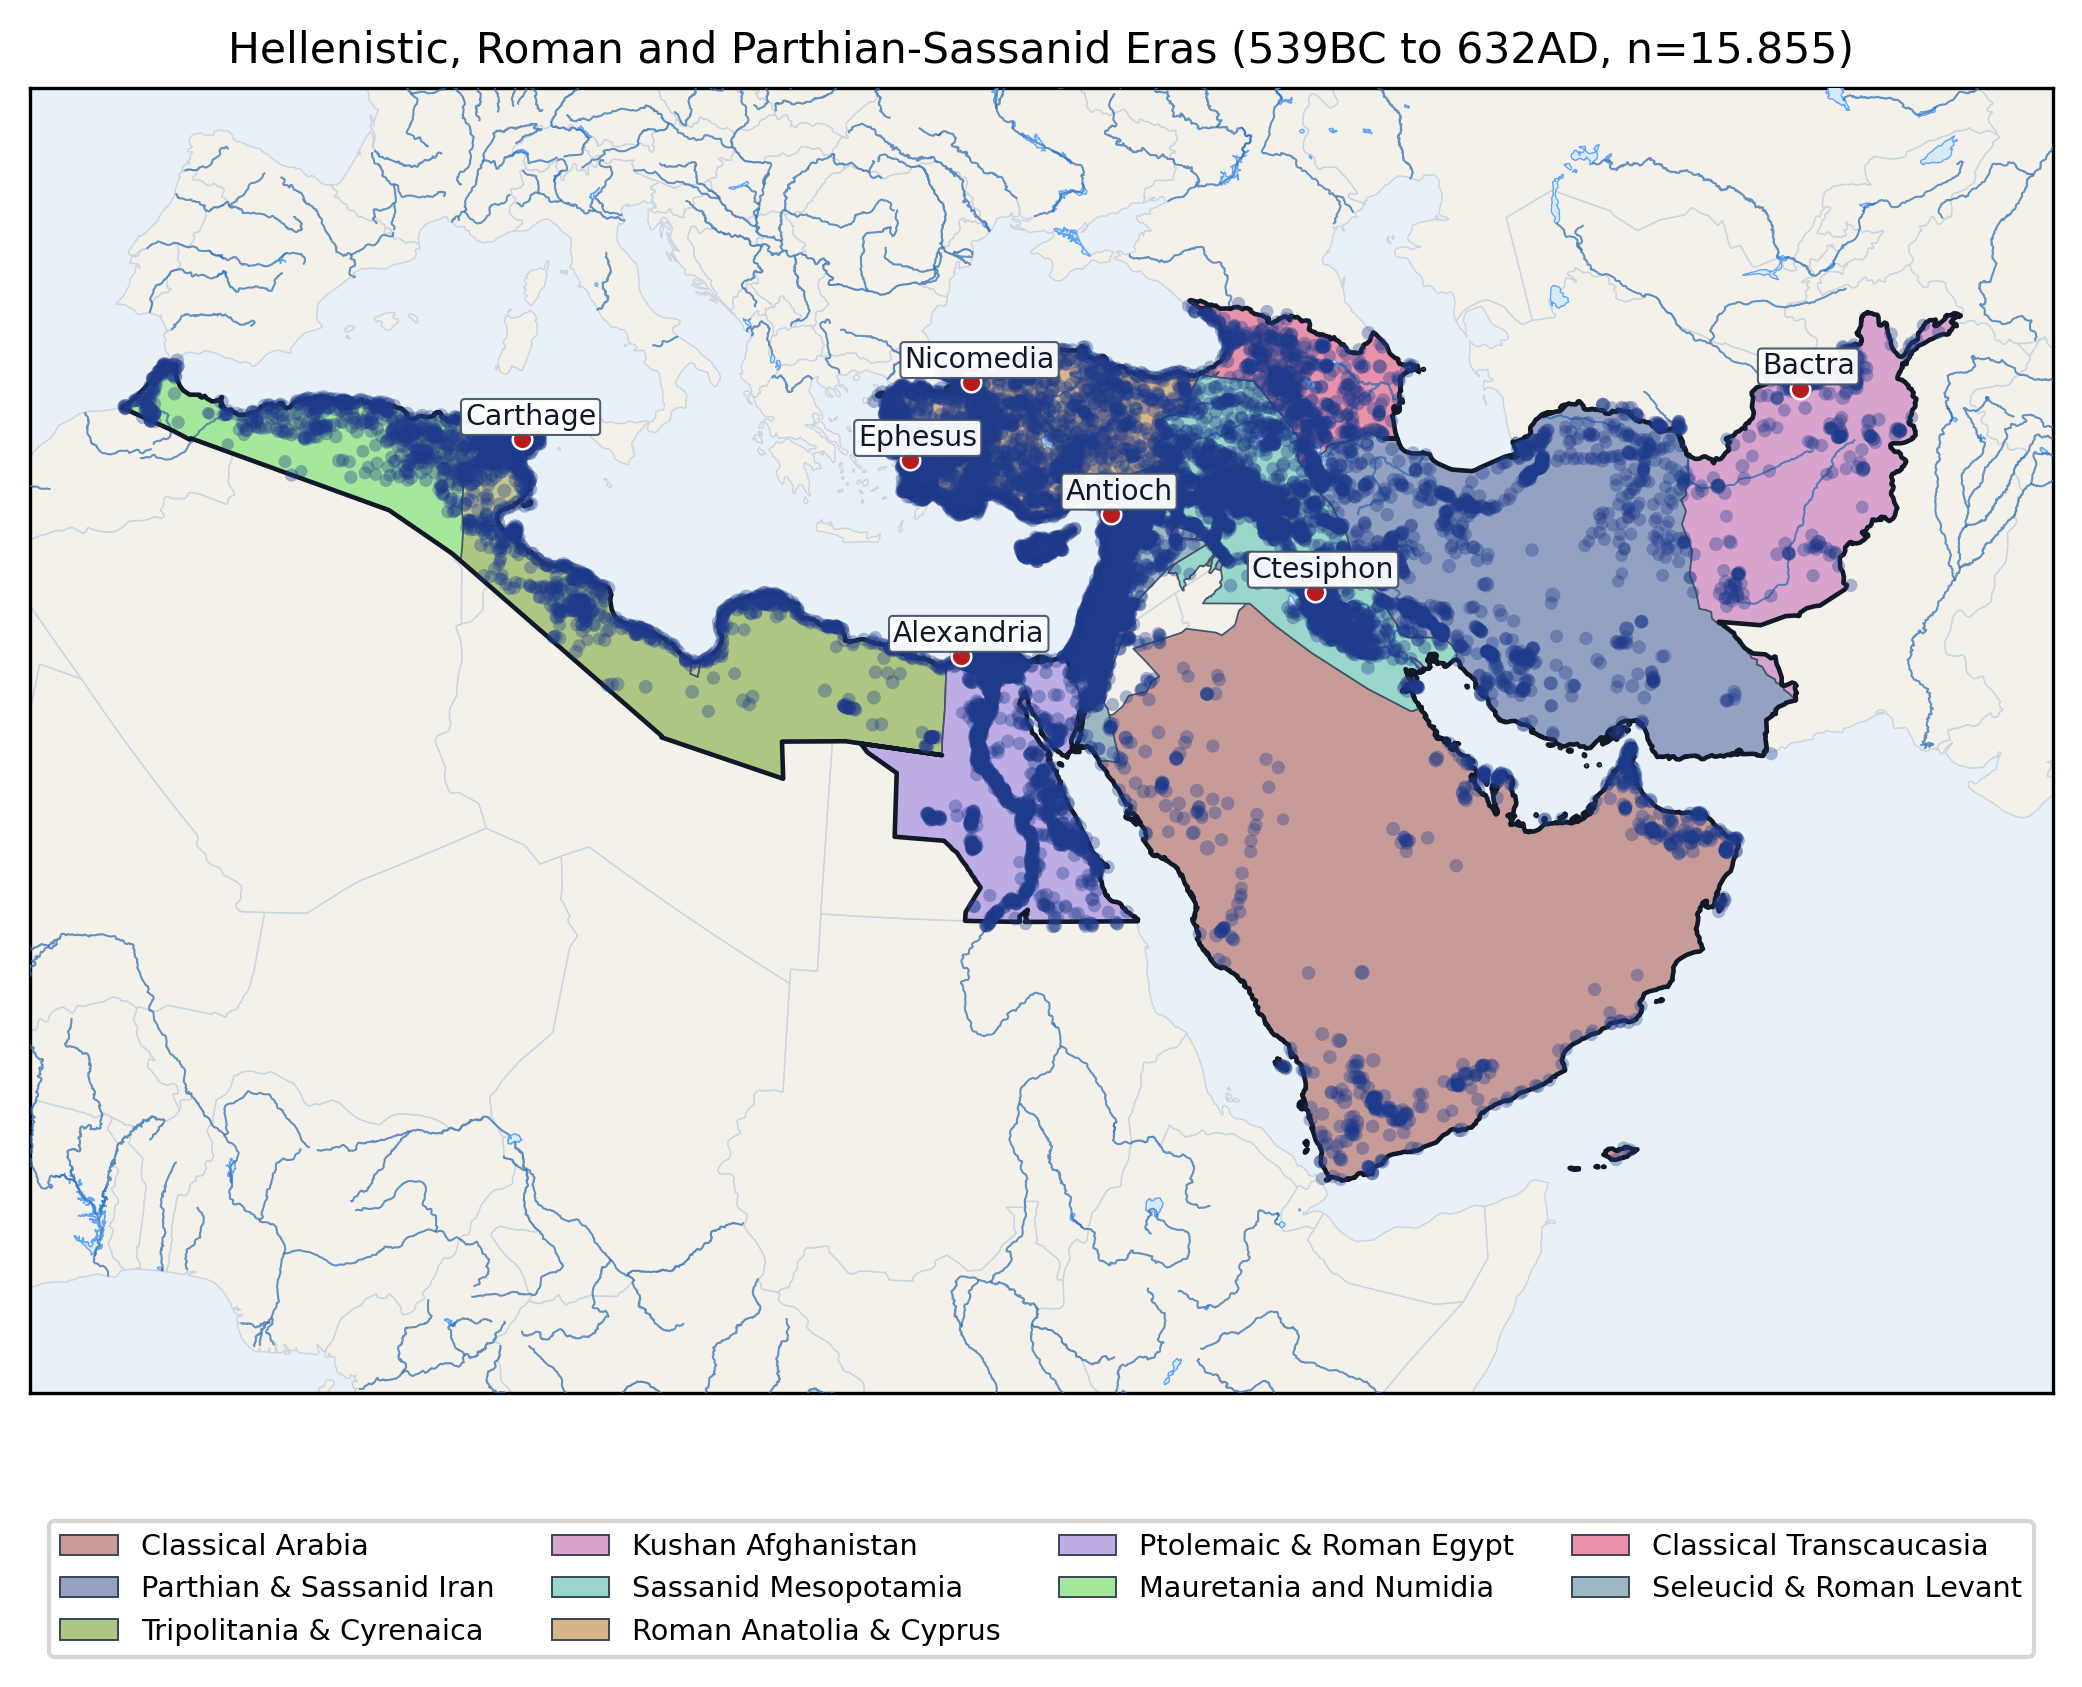 Hellenistic, Roman and Parthian-Sassanid Eras (539BC to 632AD, n=15.855)
Nicomedia
Bactra
Carthage
Ephesus
Antioch
Ctesiphon
Alexandria
Classical Arabia
Parthian & Sassanid Iran
Tripolitania & Cyrenaica
Kushan Afghanistan
Sassanid Mesopotamia
Roman Anatolia & Cyprus
Ptolemaic & Roman Egypt
Mauretania and Numidia
Classical Transcaucasia
Seleucid & Roman Levant